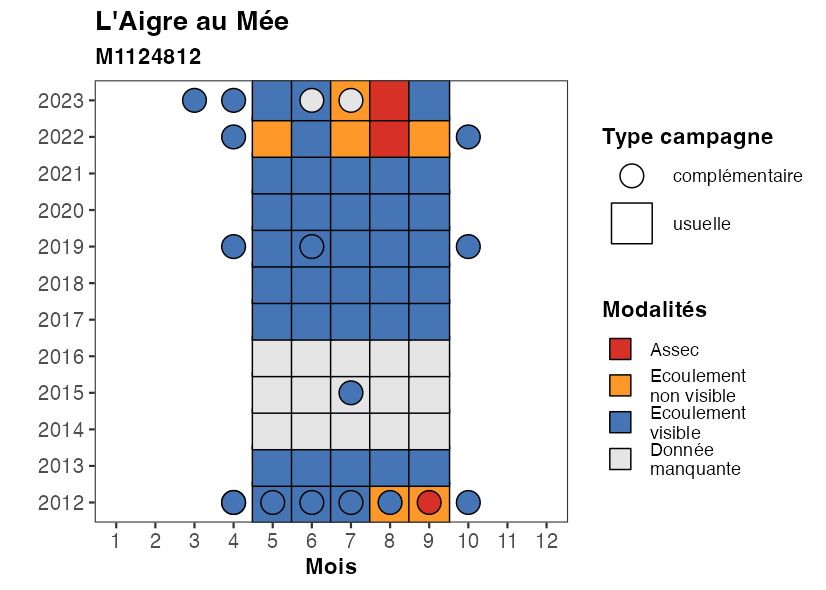 L'Aigre au Mée
M1124812
2023
2022
2021
2020
2019
2018
2017
2016
2015
2014
2013
2012
1 2 3 4 5 6 7 8 9 10 11 12
Mois
Type campagne
complémentaire
usuelle
Modalités
Assec
Ecoulement
non visible
Ecoulement
visible
Donnée
manquante